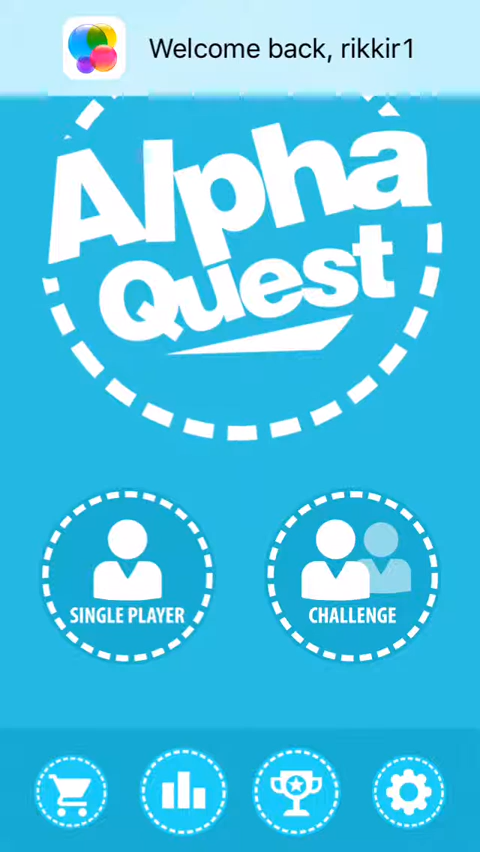 Welcome back, rikkir1
Alpha
Quest
SINGLE PLAYER
CHALLENGE